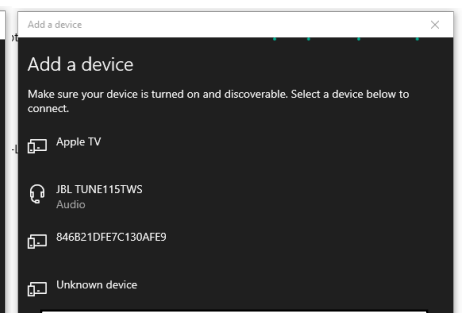 Add a device
Add a device
Make sure your device is turned on and discoverable. Select a device below to
connect.
Apple TV
JBL TUNE115TWS
Audio
846B21DFE7C130AFE9
Unknown device